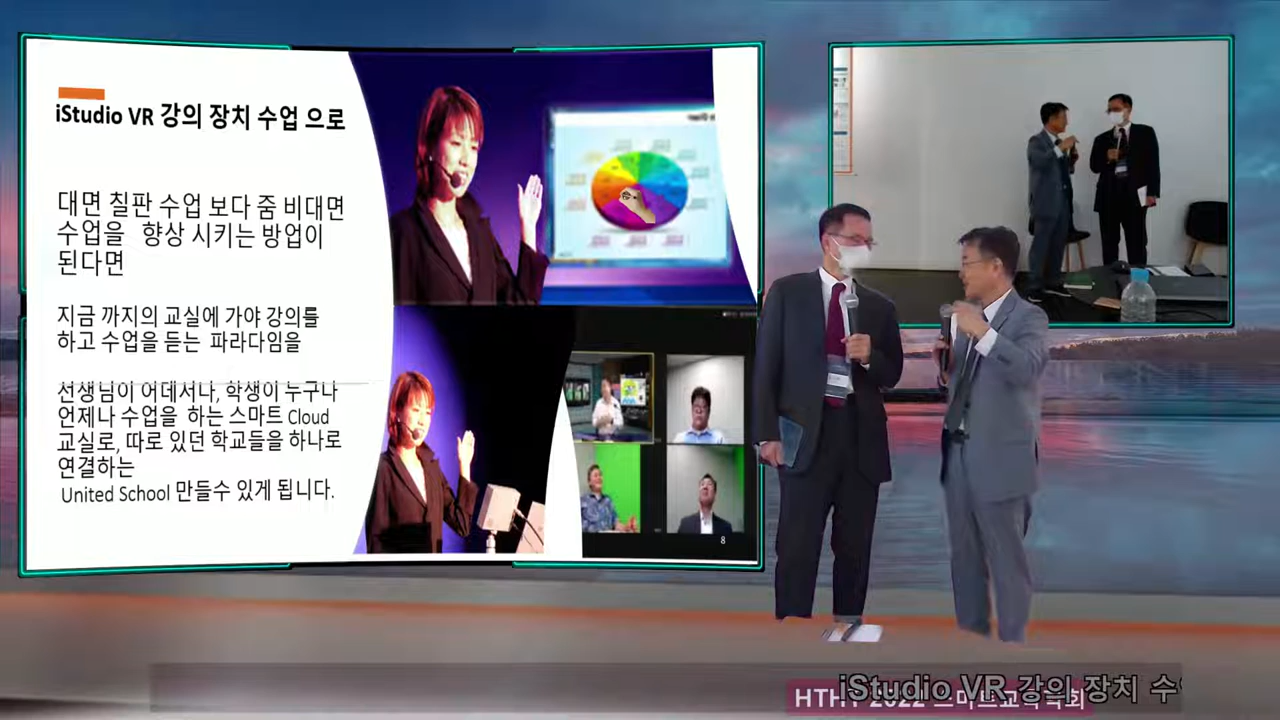 iStudio VR 강의 장치 수업 으로
대면 칠판 수업 보다 줌 비대면
수업을 향상 시키는 방업이
된다면
지금 까지의 교실에 가야 강의를
하고 수업을 듣는 파라다임을
선생님이 어데서나, 학생이 누구나
언제나 수업을 하는 스마트 Cloud
교실로, 따로 있던 학교들을 하나로
연결하는
United School 만들수 있게 됩니다.
8
iStudio VR 강의 장치 수
2022 스마트교육학회